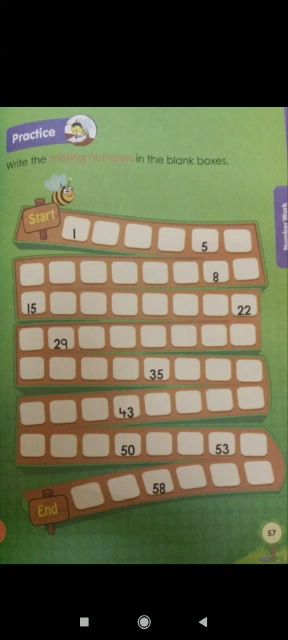 Practice
Write the missing numbers in the blank boxes.
Number Work
Start
1 5
8
15 22
29
35
43
50 53
58
End
57